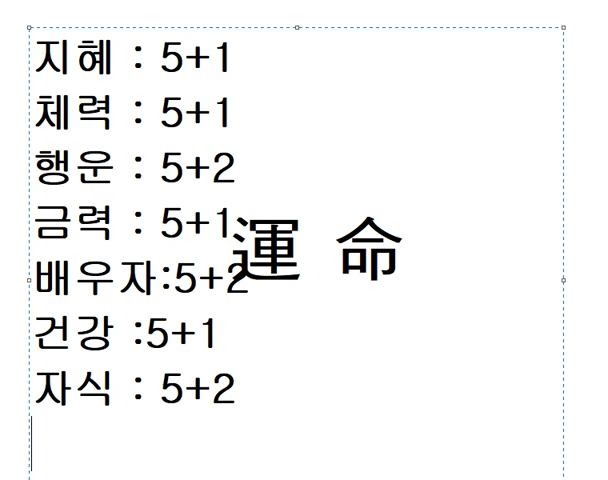 지혜 : 5+1
체력 : 5+1
행운 : 5+2
금력 : 5+1
運 命
배우자:5+2
건강 :5+1
자식 : 5+2